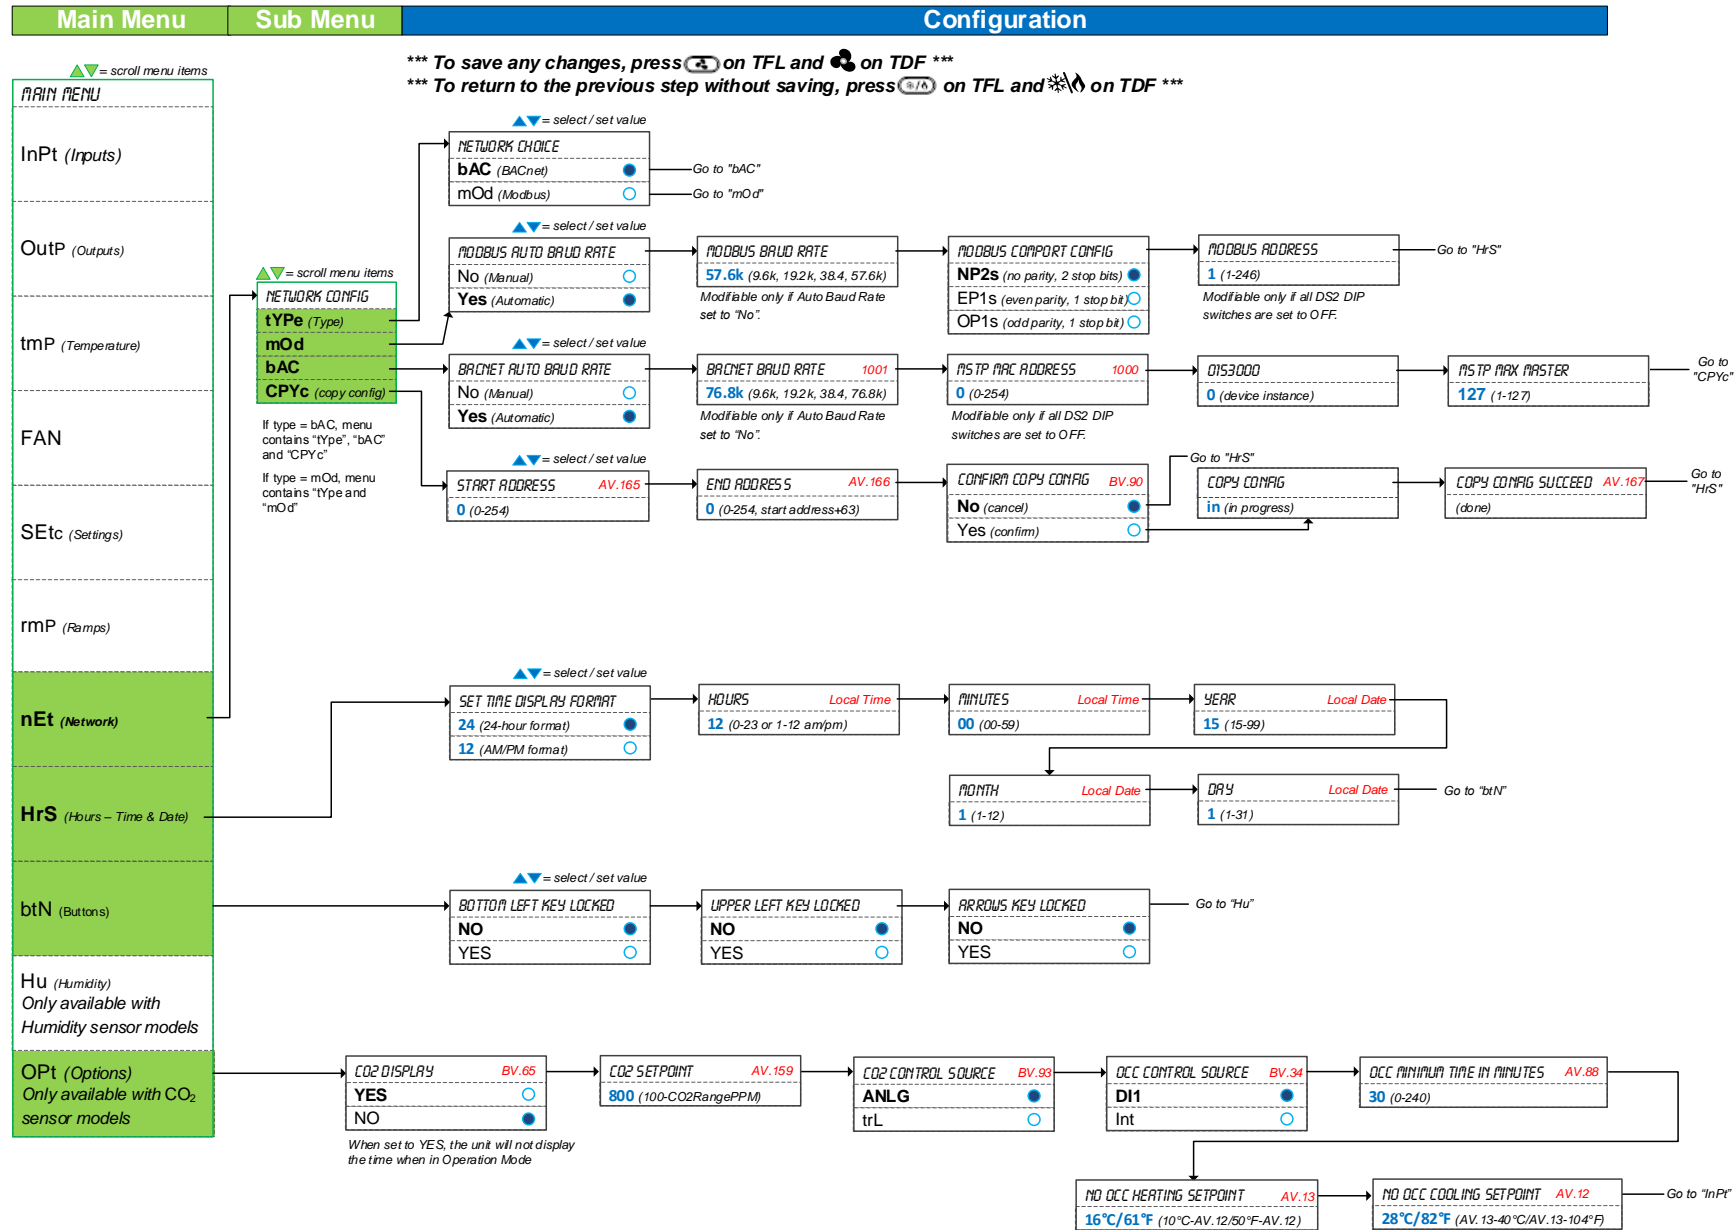 Main Menu
Sub Menu
Configuration
*** To save any changes, press on TFL and on TDF ***
*** To return to the previous step without saving, press on TFL and on TDF ***
= scroll menu items
MAIN MENU
InPt (Inputs)
OutP (Outputs)
tmP (Temperature)
FAN
SEtc (Settings)
rmP (Ramps)
nEt (Network)
HrS (Hours – Time & Date)
btN (Buttons)
Hu (Humidity)
Only available with
Humidity sensor models
OPt (Options)
Only available with CO2
sensor models
= scroll menu items
NETWORK CONFIG
tYPe (Type)
mOd
bAC
CPYc (copy config)
If type = bAC, menu
contains “tYpe”, “bAC”
and “CPYc”
If type = mOd, menu
contains “tYpe and
“mOd”
= select / set value
NETWORK CHOICE
bAC (BACnet)
mOd (Modbus)
Go to "bAC"
Go to "mOd"
= select / set value
MODBUS AUTO BAUD RATE
No (Manual)
Yes (Automatic)
MODBUS BAUD RATE
57.6k (9.6k, 19.2k, 38.4, 57.6k)
Modifiable only if Auto Baud Rate
set to “No”.
MODBUS COMPORT CONFIG
NP2s (no parity, 2 stop bits)
EP1s (even parity, 1 stop bit)
OP1s (odd parity, 1 stop bit)
MODBUS ADDRESS
1 (1-246)
Modifiable only if all DS2 DIP
switches are set to OFF.
Go to "HrS"
= select / set value
BACNET AUTO BAUD RATE
No (Manual)
Yes (Automatic)
BACNET BAUD RATE 1001
76.8k (9.6k, 19.2k, 38.4, 76.8k)
Modifiable only if Auto Baud Rate
set to “No”.
MSTP MAC ADDRESS 1000
0 (0-254)
Modifiable only if all DS2 DIP
switches are set to OFF.
0153000
0 (device instance)
MSTP MAX MASTER
127 (1-127)
Go to
"CPYc"
= select / set value
START ADDRESS AV.165
0 (0-254)
END ADDRESS AV.166
0 (0-254, start address+63)
CONFIRM COPY CONFIG BV.90
No (cancel)
Yes (confirm)
Go to "HrS"
COPY CONFIG
in (in progress)
COPY CONFIG SUCCEED AV.167
(done)
Go to
"HrS"
= select / set value
SET TIME DISPLAY FORMAT
24 (24-hour format)
12 (AM/PM format)
HOURS Local Time
12 (0-23 or 1-12 am/pm)
MINUTES Local Time
00 (00-59)
YEAR Local Date
15 (15-99)
MONTH Local Date
1 (1-12)
DAY Local Date
1 (1-31)
Go to “btN”
= select / set value
BOTTOM LEFT KEY LOCKED
NO
YES
UPPER LEFT KEY LOCKED
NO
YES
ARROWS KEY LOCKED
NO
YES
Go to “Hu”
CO2 DISPLAY BV.65
YES
NO
When set to YES, the unit will not display
the time when in Operation Mode
CO2 SETPOINT AV.159
800 (100-CO2RangePPM)
CO2 CONTROL SOURCE BV.93
ANLG
trL
OCC CONTROL SOURCE BV.34
DI1
Int
OCC MINIMUM TIME IN MINUTES AV.88
30 (0-240)
NO OCC HEATING SETPOINT AV.13
16°C/61°F (10°C-AV.12/50°F-AV.12)
NO OCC COOLING SETPOINT AV.12
28°C/82°F (AV.13-40°C/AV.13-104°F)
Go to “InPt”